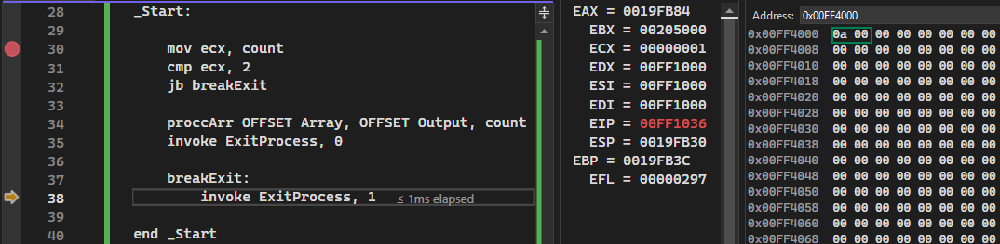 28 _Start:
29
30 mov ecx, count
31 cmp ecx, 2
32 jb breakExit
33
34 proccArr OFFSET Array, OFFSET Output, count
35 invoke ExitProcess, 0
36
37 breakExit:
38 invoke ExitProcess, 1 ≤ 1ms elapsed
39
40 end _Start
EAX = 0019FB84
EBX = 00205000
ECX = 00000001
EDX = 00FF1000
ESI = 00FF1000
EDI = 00FF1000
EIP = 00FF1036
ESP = 0019FB30
EBP = 0019FB3C
EFL = 00000297
Address: 0x00FF4000
0x00FF4000 0a 00 00 00 00 00 00 00
0x00FF4008 00 00 00 00 00 00 00 00
0x00FF4010 00 00 00 00 00 00 00 00
0x00FF4018 00 00 00 00 00 00 00 00
0x00FF4020 00 00 00 00 00 00 00 00
0x00FF4028 00 00 00 00 00 00 00 00
0x00FF4030 00 00 00 00 00 00 00 00
0x00FF4038 00 00 00 00 00 00 00 00
0x00FF4040 00 00 00 00 00 00 00 00
0x00FF4048 00 00 00 00 00 00 00 00
0x00FF4050 00 00 00 00 00 00 00 00
0x00FF4058 00 00 00 00 00 00 00 00
0x00FF4060 00 00 00 00 00 00 00 00
0x00FF4068 00 00 00 00 00 00 00 00